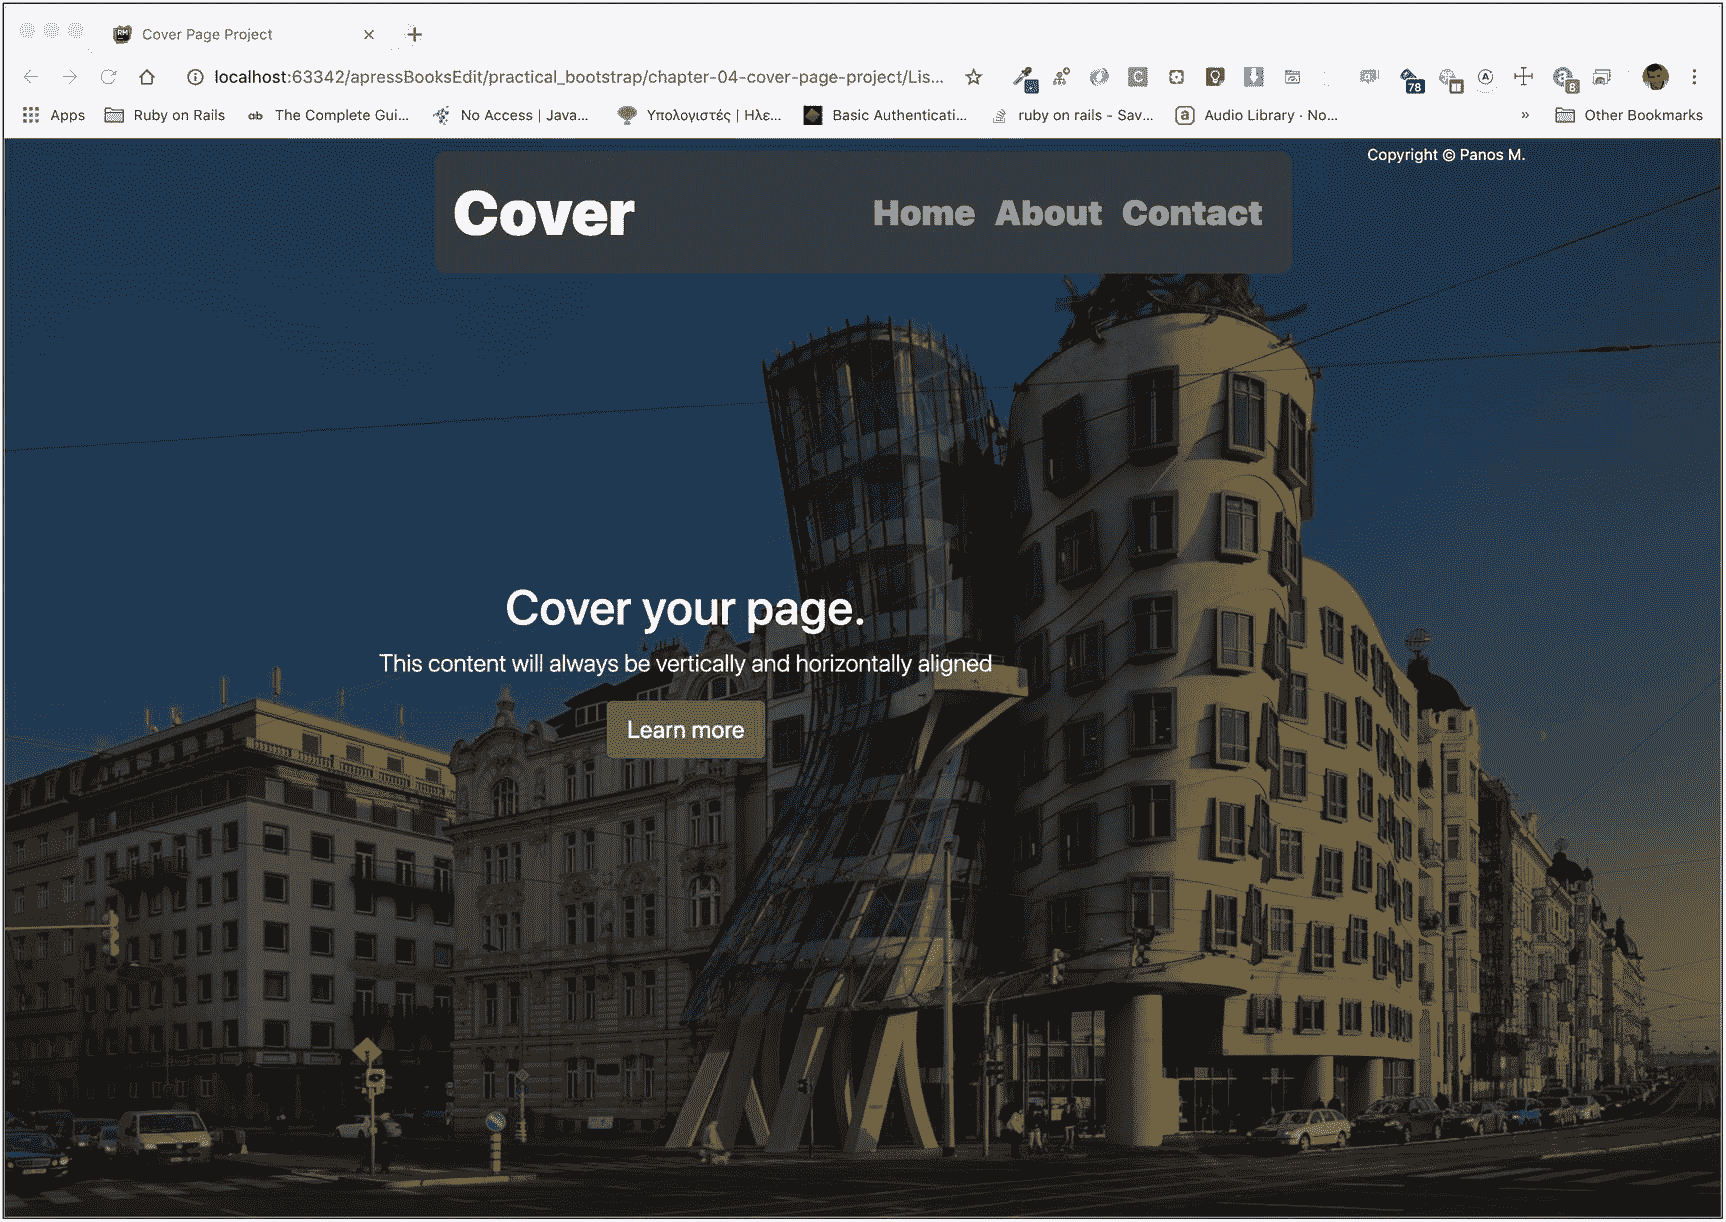 Cover Page Project
localhost:63342/apressBooksEdit/practical_bootstrap/chapter-04-cover-page-project/Lis...
78
8
Apps Ruby on Rails ab The Complete Gui... No Access | Java... Υπολογιστές | Ηλε... Basic Authenticati... ruby on rails - Sav... a Audio Library · No... » Other Bookmarks
Copyright © Panos M.
Cover Home About Contact
Cover your page.
This content will always be vertically and horizontally aligned
Learn more